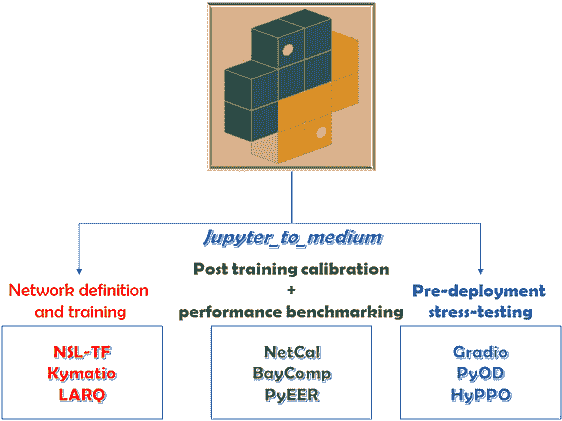 Jupyter_to_medium
Network definition
and training
NSL-TF
Kymatio
LARQ
Post training calibration
+
performance benchmarking
NetCal
BayComp
PyEER
Pre-deployment
stress-testing
Gradio
PyOD
HyPPO